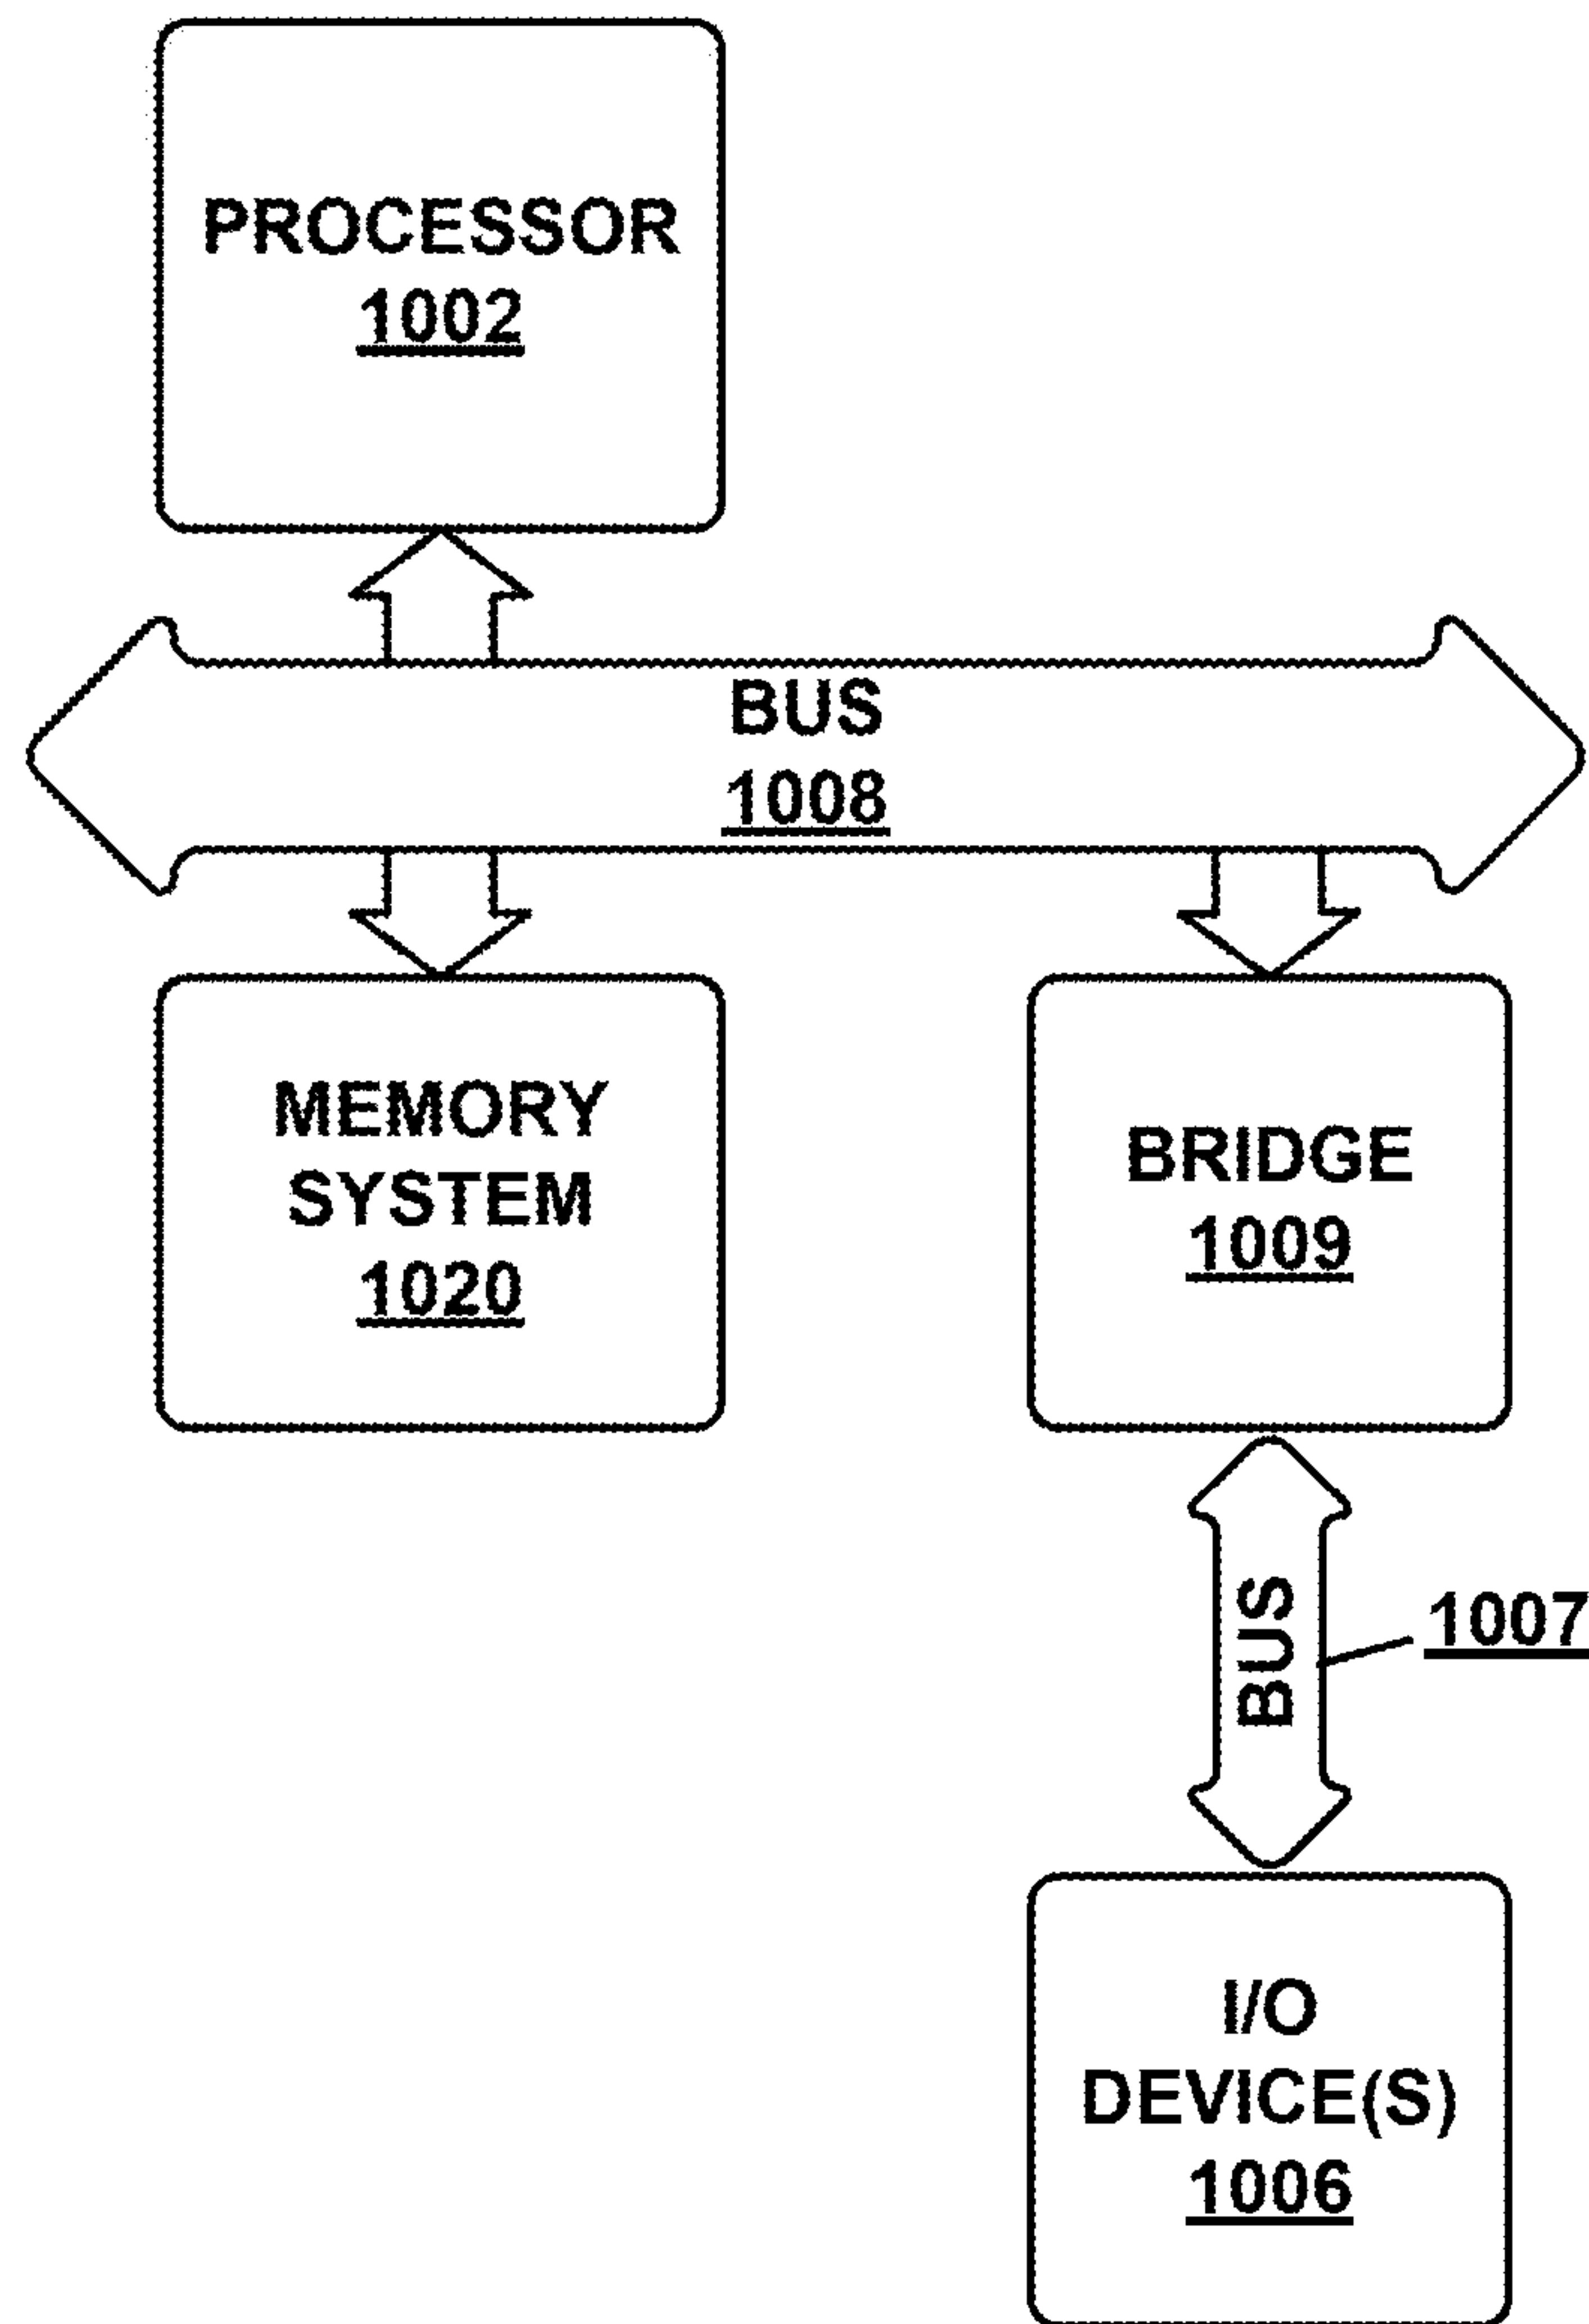 PROCESSOR
1002
BUS
1008
MEMORY
SYSTEM
1020
BRIDGE
1009
BUS
1007
I/O
DEVICE(S)
1006